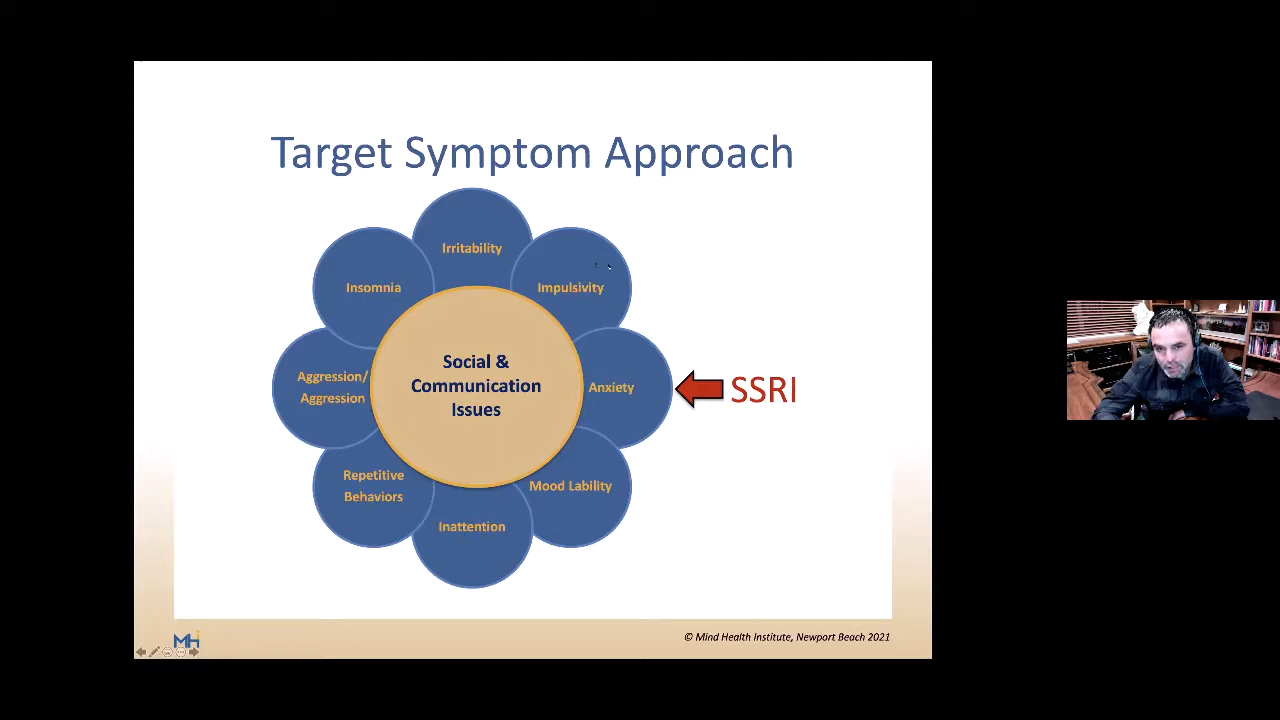 Target Symptom Approach
Irritability
Insomnia
Impulsivity
Social &
Communication
Issues
Aggression/
Aggression
Anxiety
SSRI
Repetitive
Behaviors
Mood Lability
Inattention
MHi
© Mind Health Institute, Newport Beach 2021